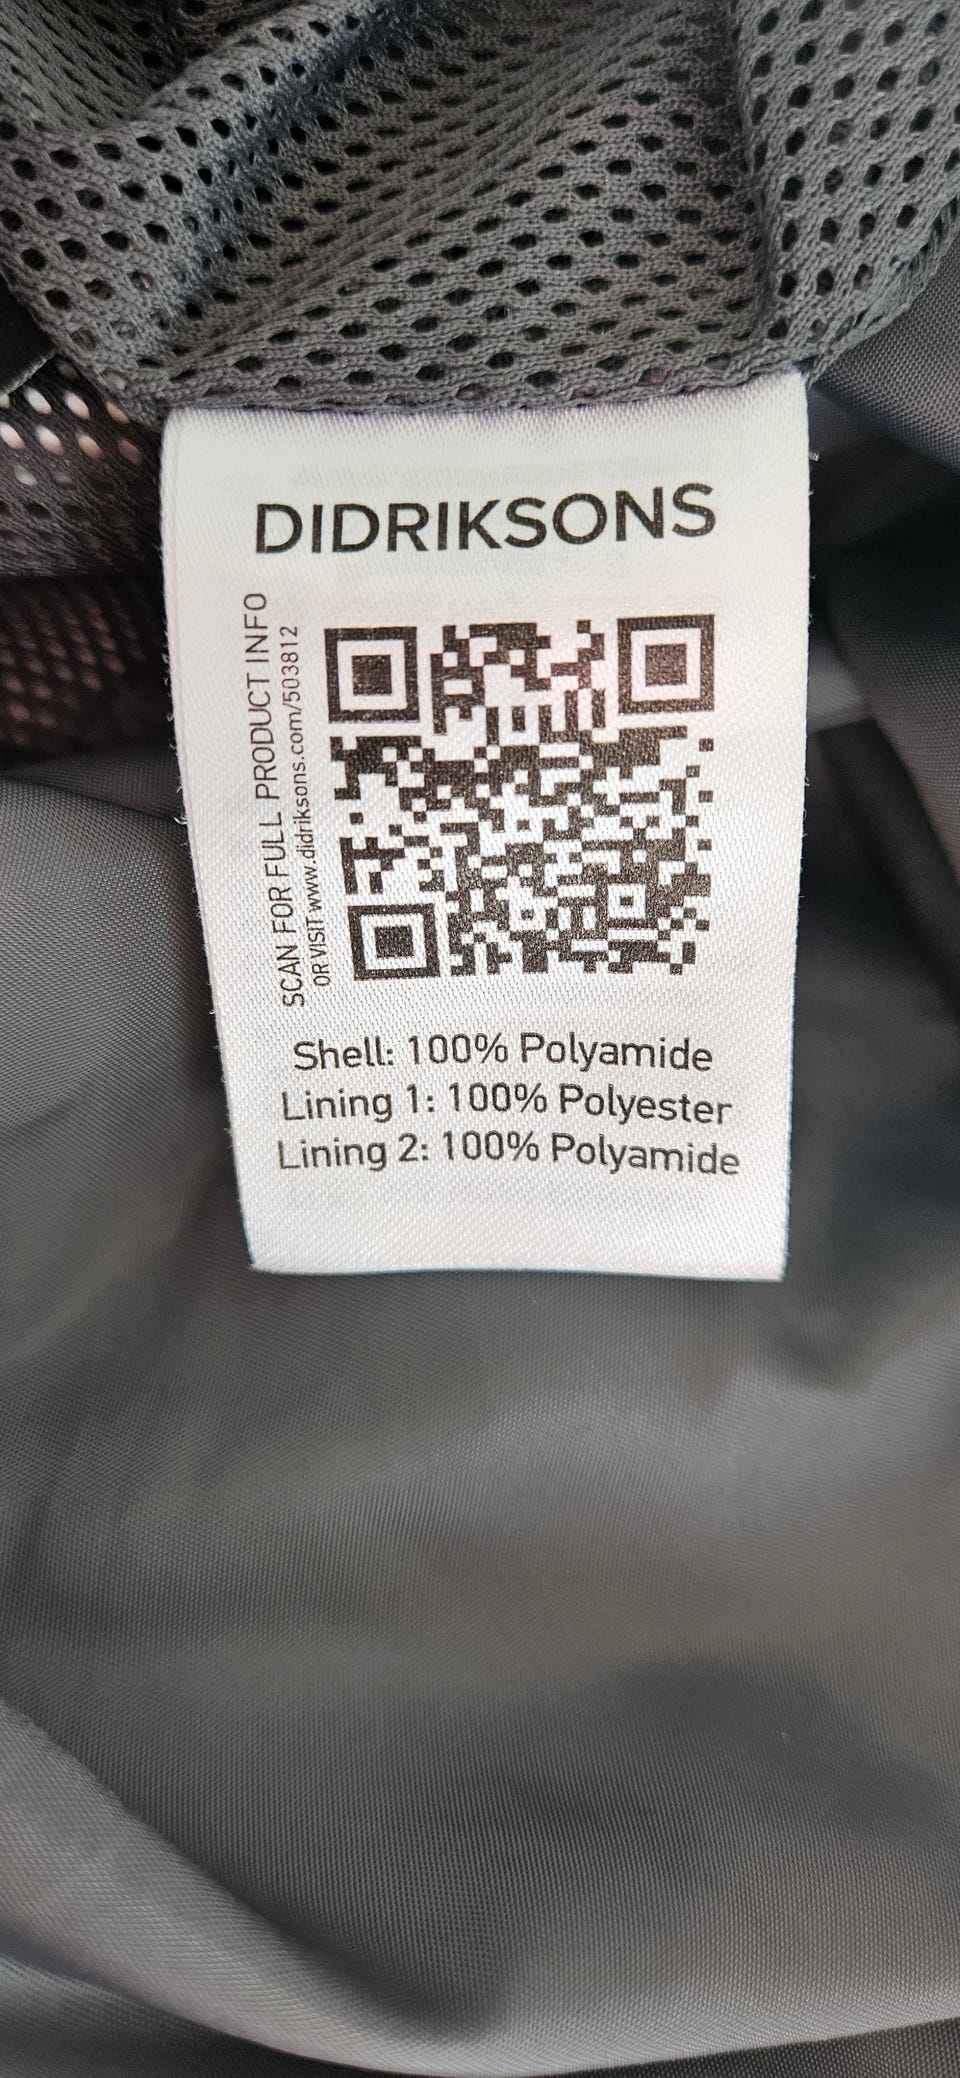 DIDRIKSONS
SCAN FOR FULL PRODUCT INFO
OR VISIT www.didriksons.com/503812
Shell: 100% Polyamide
Lining 1: 100% Polyester
Lining 2: 100% Polyamide